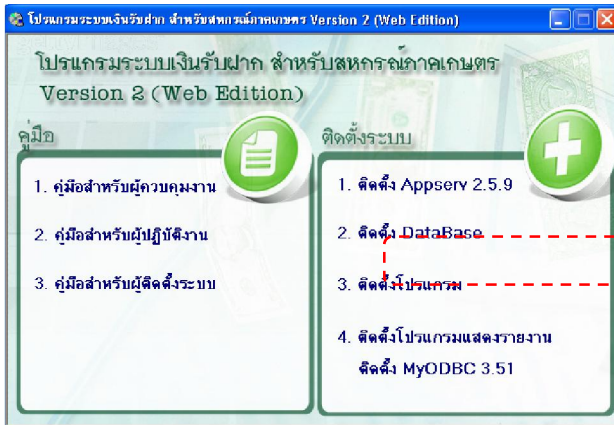 โปรแกรมระบบเงินรับฝาก สำหรับสหกรณ์ภาคเกษตร Version 2 (Web Edition)
โปรแกรมระบบเงินรับฝาก สำหรับสหกรณ์ภาคเกษตร
Version 2 (Web Edition)
คู่มือ
1. คู่มือสำหรับผู้ควบคุมงาน
2. คู่มือสำหรับผู้ปฏิบัติงาน
3. คู่มือสำหรับผู้ติดตั้งระบบ
ติดตั้งระบบ
1. ติดตั้ง Appserv 2.5.9
2. ติดตั้ง DataBase
3. ติดตั้งโปรแกรม
4. ติดตั้งโปรแกรมแสดงรายงาน
ติดตั้ง MyODBC 3.51